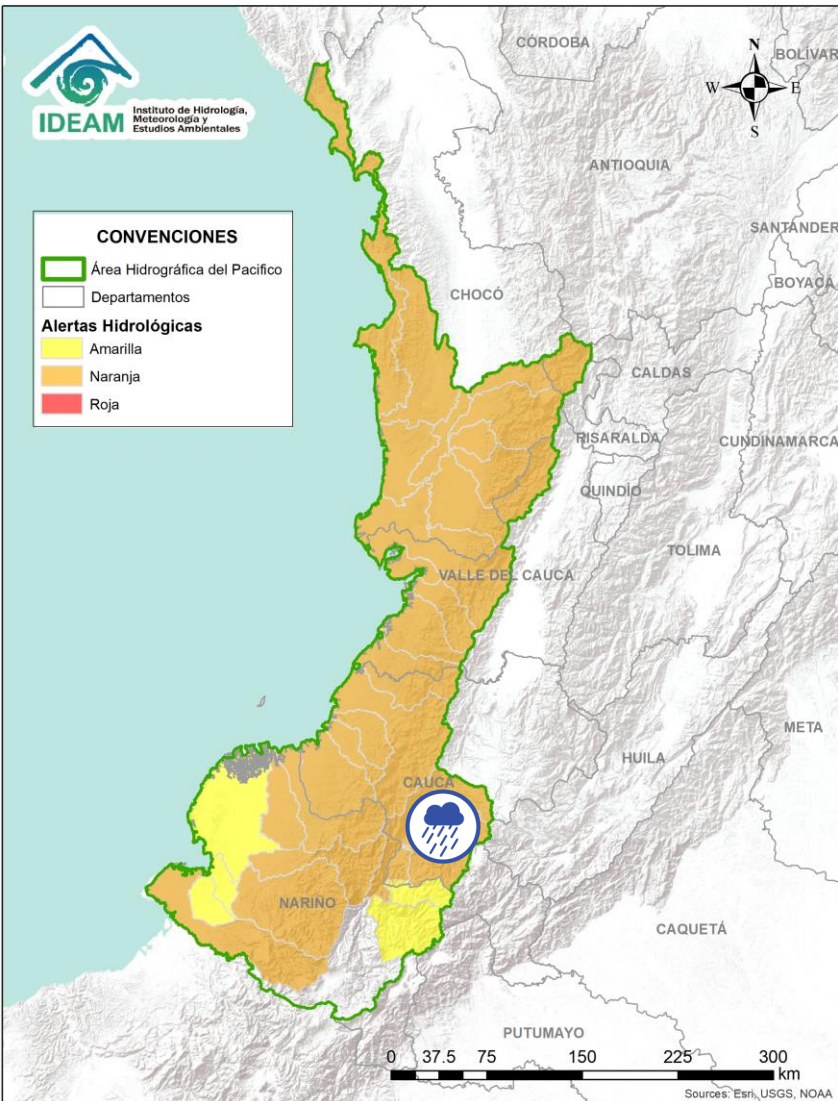 IDEAM
Instituto de Hidrología,
Meteorología y
Estudios Ambientales
CÓRDOBA
BOLÍVAR
N
W
E
S
ANTIOQUIA
SANTANDER
BOYACÁ
CONVENCIONES
Área Hidrográfica del Pacifico
Departamentos
Alertas Hidrológicas
Amarilla
Naranja
Roja
CHOCÓ
CALDAS
RISARALDA
CUNDINAMARCA
QUINDÍO
TOLIMA
VALLE DEL CAUCA
META
HUILA
CAUCA
NARIÑO
CAQUETÁ
PUTUMAYO
0 37.5 75 150 225 300
km
Sources: Esri, USGS, NOAA